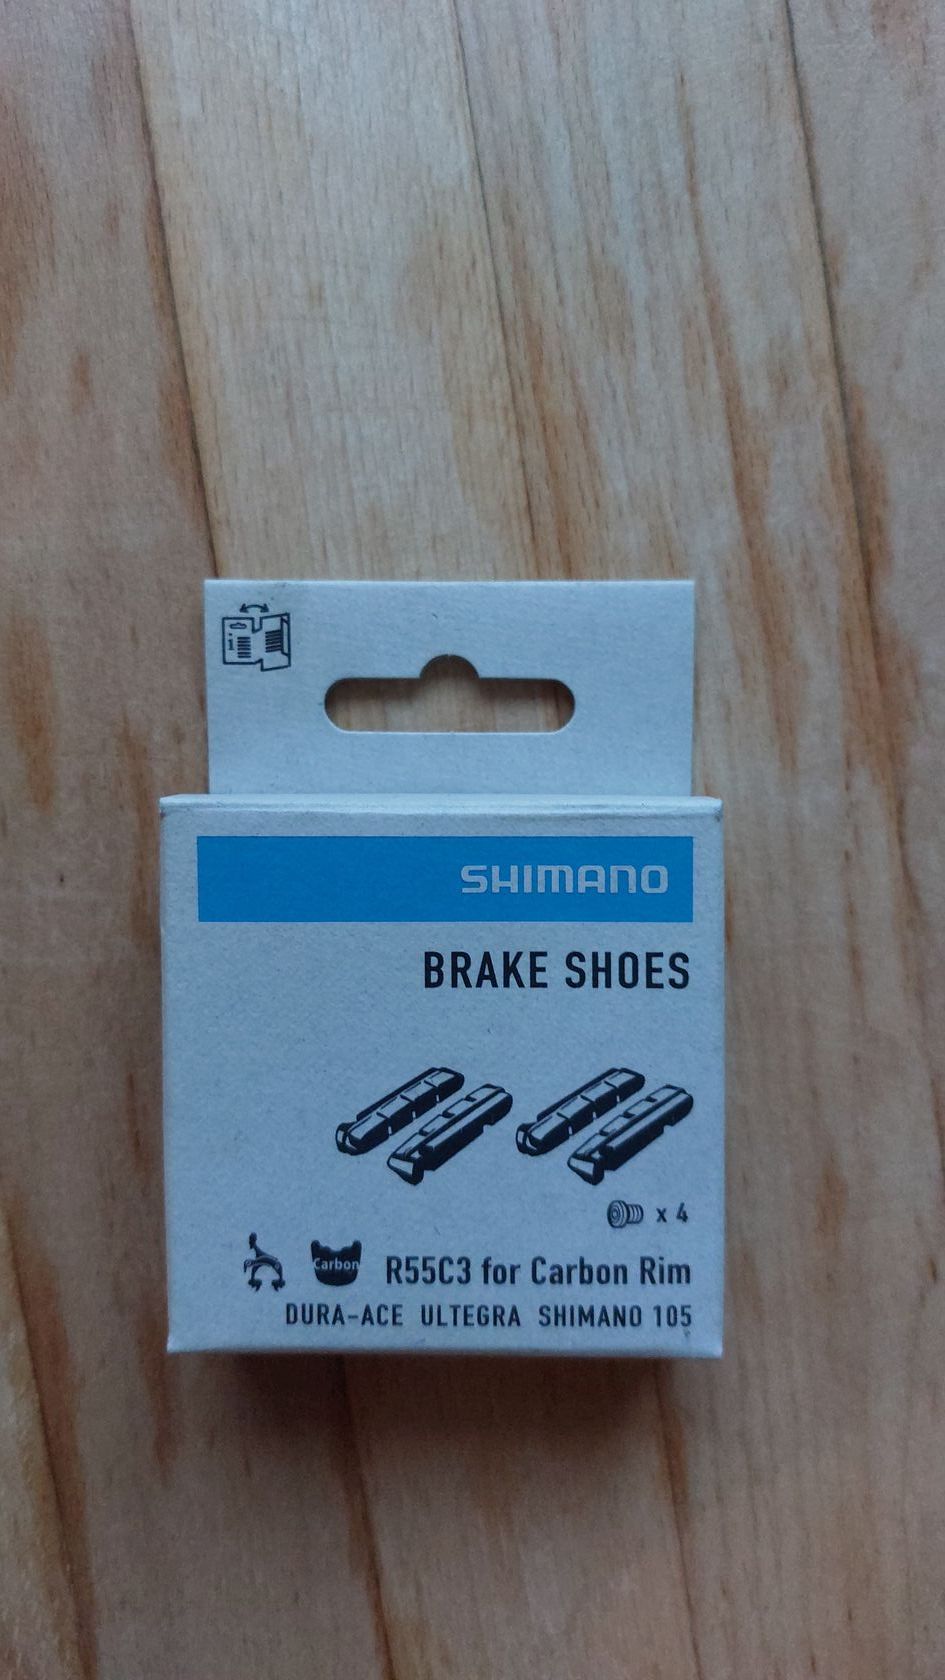 SHIMANO
BRAKE SHOES
x 4
Carbon
R55C3 for Carbon Rim
DURA-ACE ULTEGRA SHIMANO 105